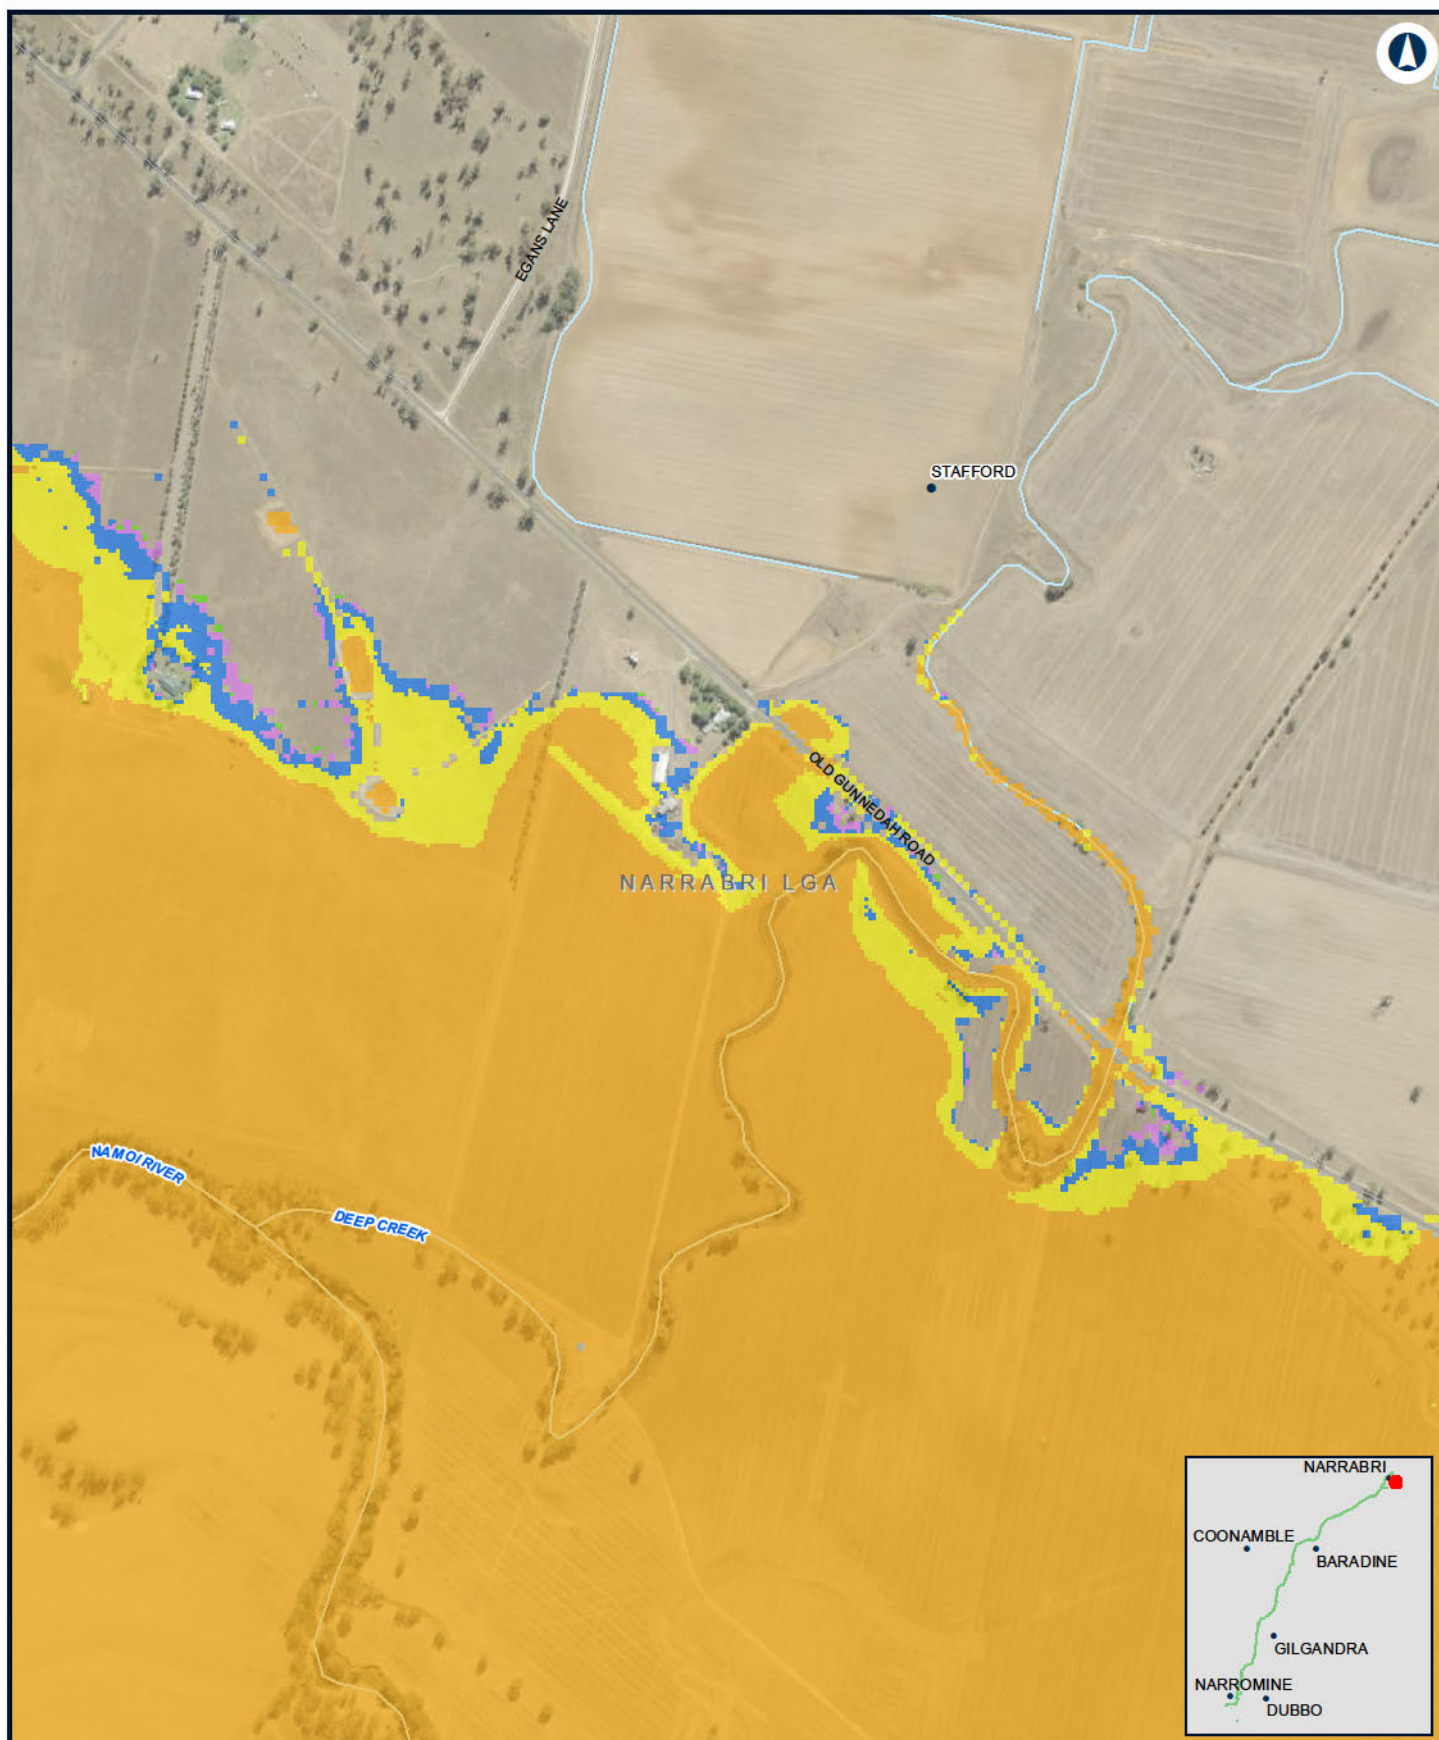 EGANS LANE
STAFFORD
OLD GUNNEDAH ROAD
NARRABRI LGA
NAMOI RIVER
DEEP CREEK
NARRABRI
COONAMBLE
BARADINE
GILGANDRA
NARROMINE
DUBBO